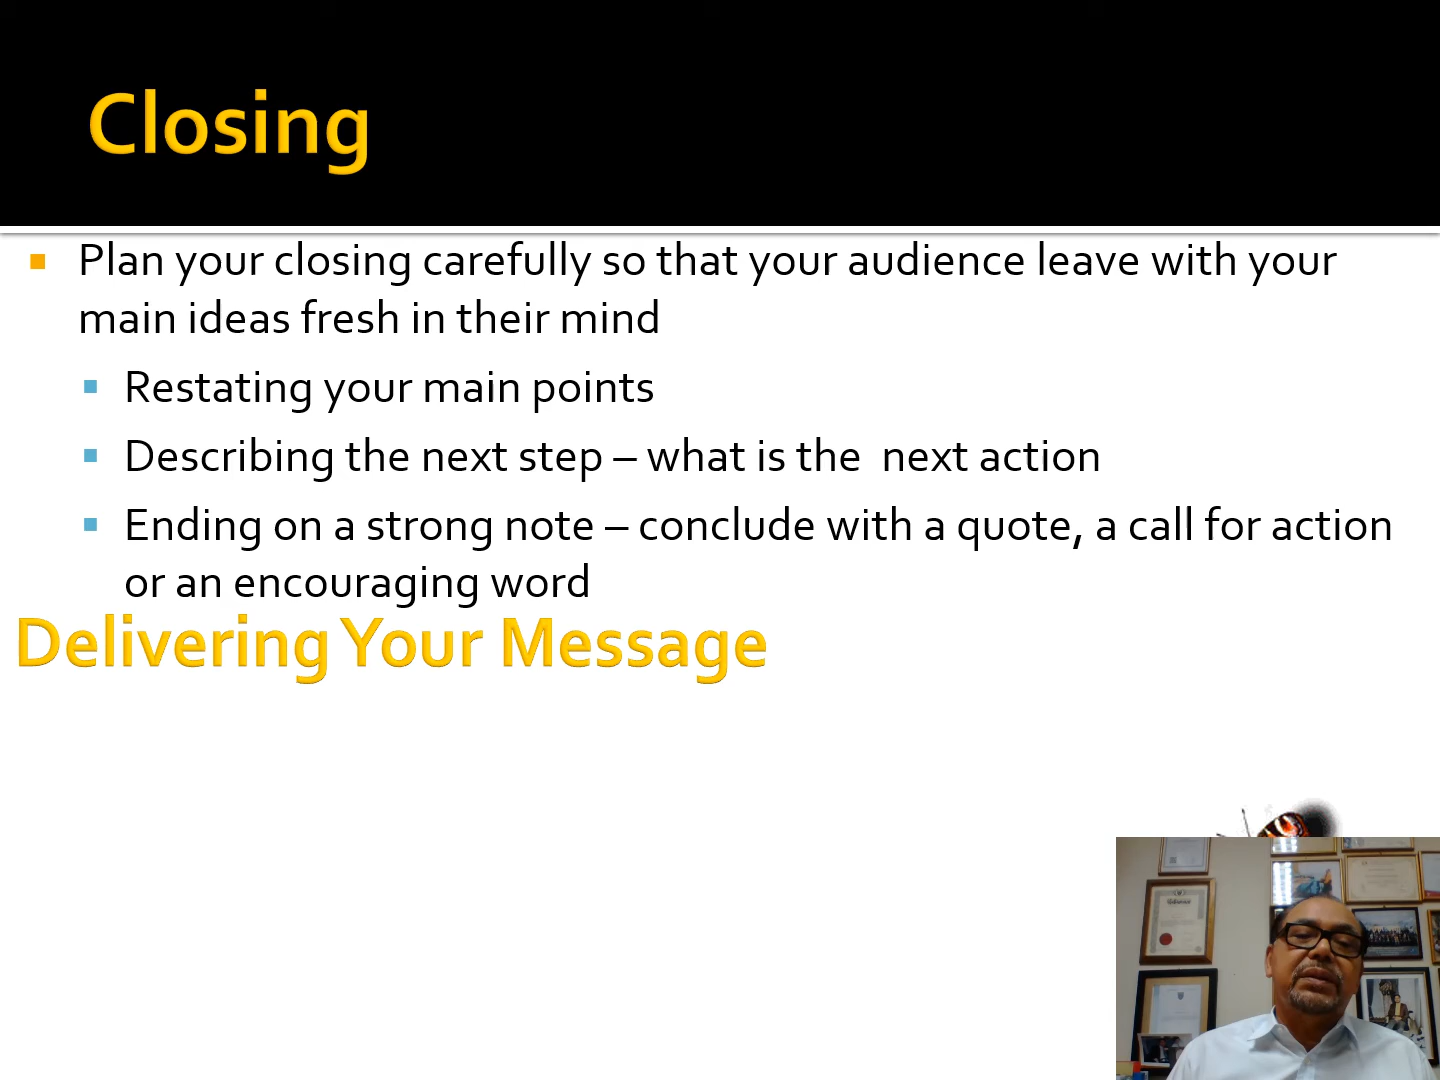 Closing
Plan your closing carefully so that your audience leave with your
main ideas fresh in their mind
Restating your main points
Describing the next step – what is the  next action
Ending on a strong note – conclude with a quote, a call for action
or an encouraging word
Delivering Your Message